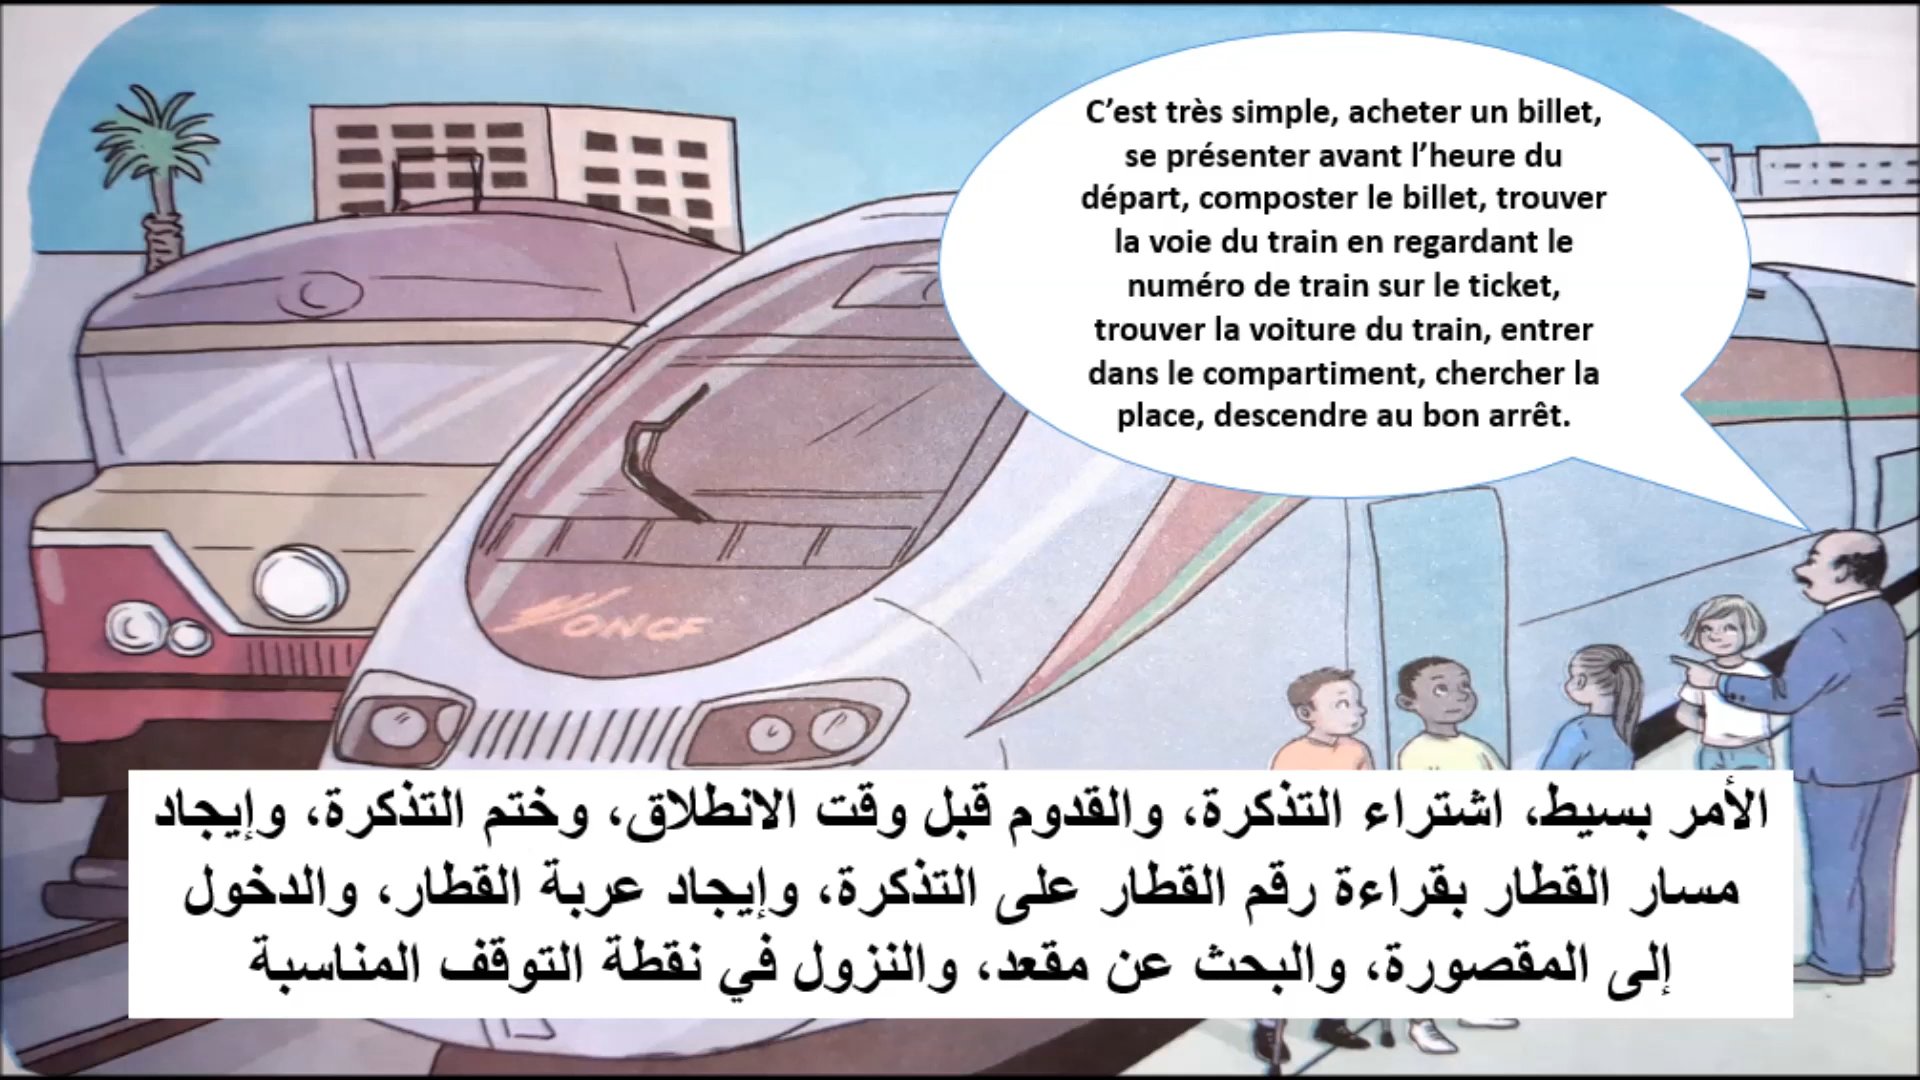 C’est très simple, acheter un billet,
se présenter avant l’heure du
départ, composter le billet, trouver
la voie du train en regardant le
numéro de train sur le ticket,
trouver la voiture du train, entrer
dans le compartiment, chercher la
place, descendre au bon arrêt.
ONCF
الأمر بسيط، اشتراء التذكرة، والقدوم قبل وقت الانطلاق، وختم التذكرة، وإيجاد
مسار القطار بقراءة رقم القطار على التذكرة، وإيجاد عربة القطار، والدخول
إلى المقصورة، والبحث عن مقعد، والنزول في نقطة التوقف المناسبة